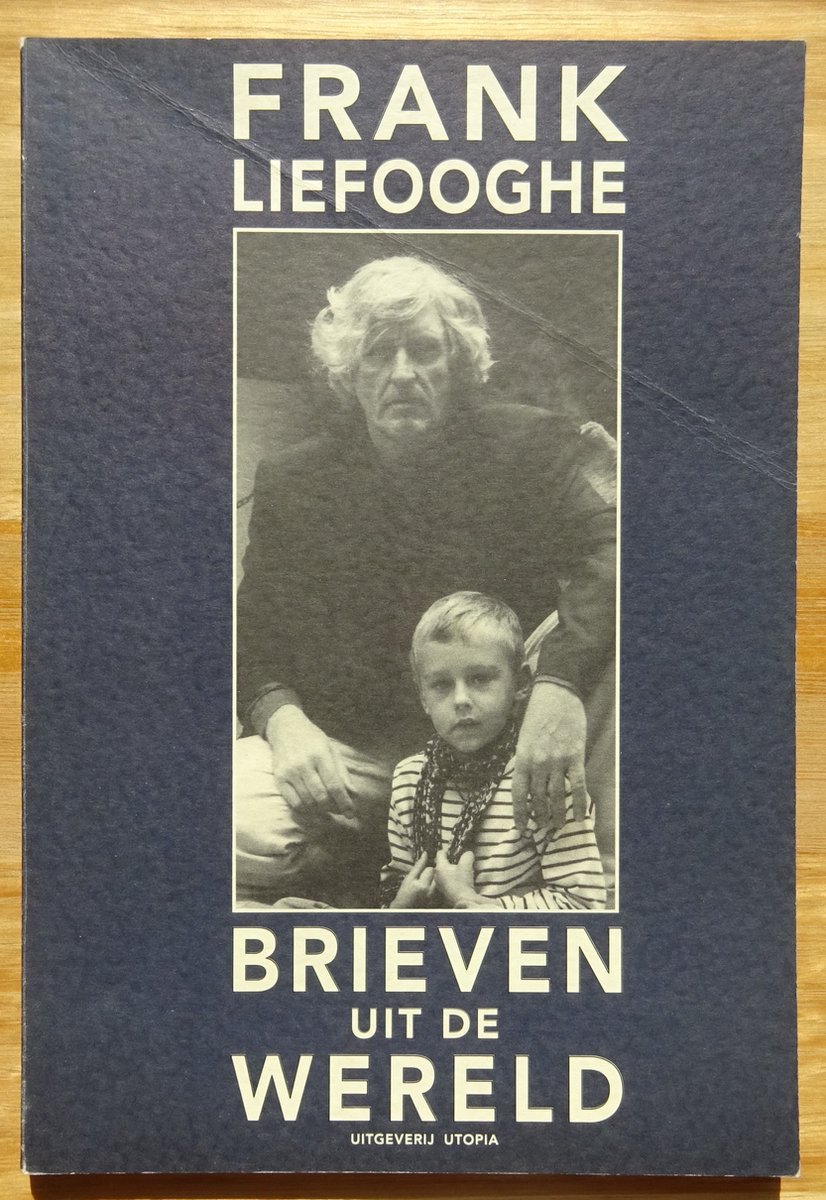 FRANK
LIEFOOGHE
BRIEVEN
UIT DE
WERELD
UITGEVERIJ UTOPIA